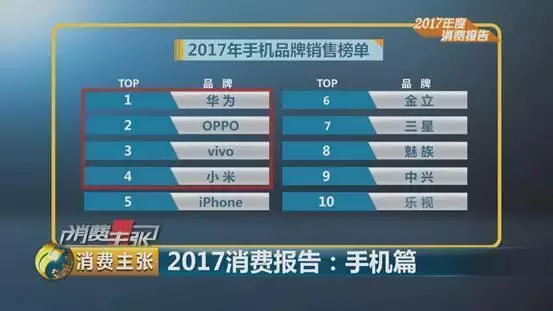 2017年度
消费报告
2017年手机品牌销售榜单
TOP 品牌 TOP 品牌
1 华为 6 金立
2 OPPO 7 三星
3 vivo 8 魅族
4 小米 9 中兴
5 iPhone 10 乐视
消费主张
消费主张 2017消费报告：手机篇